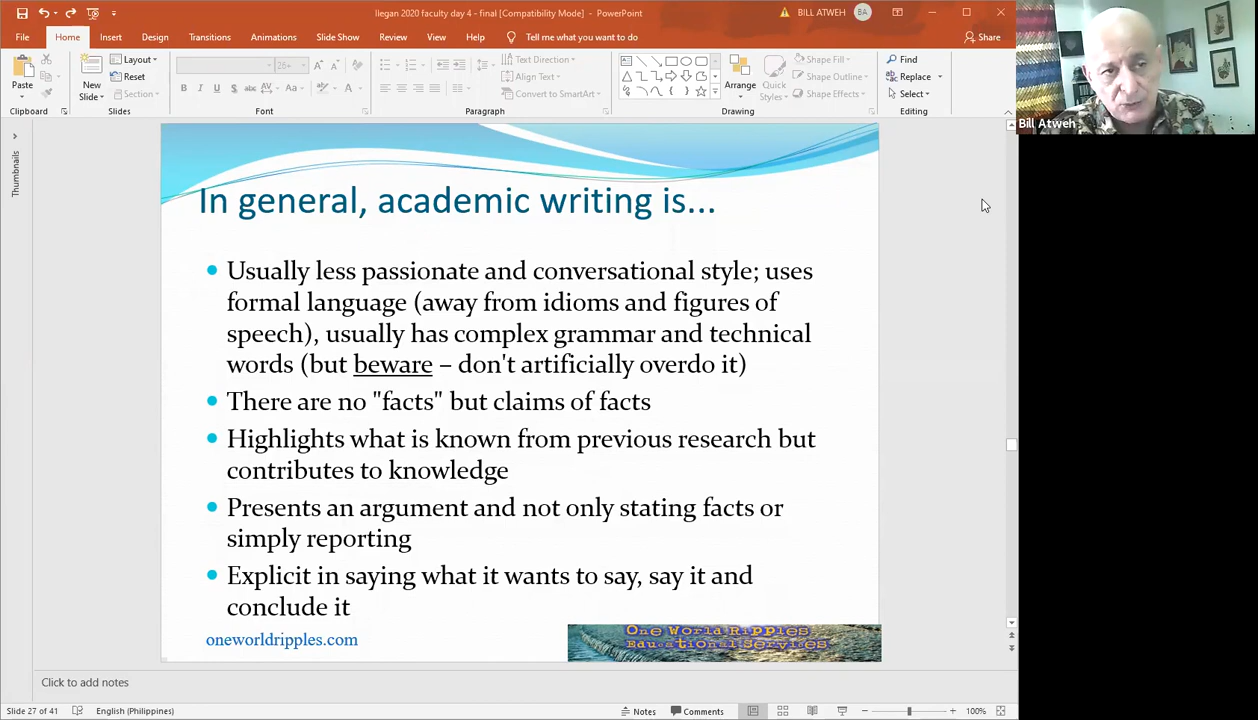 Ilegan 2020 faculty day 4 - final [Compatibility Mode] - PowerPoint
BILL ATWEH
BA
File
Home
Insert
Design
Transitions
Animations
Slide Show
Review
View
Help
Tell me what you want to do
Share
Paste
Clipboard
New
Slide
Layout
Reset
Section
Slides
28+
Font
Paragraph
Text Direction
Align Text
Convert to SmartArt
Arrange
Quick
Styles
Shape Fill
Shape Outline
Shape Effects
Drawing
Find
Replace
Select
Editing
Bill Atweh
Thumbnails
In general, academic writing is...
Usually less passionate and conversational style; uses
formal language (away from idioms and figures of
speech), usually has complex grammar and technical
words (but beware – don't artificially overdo it)
There are no "facts" but claims of facts
Highlights what is known from previous research but
contributes to knowledge
Presents an argument and not only stating facts or
simply reporting
Explicit in saying what it wants to say, say it and
conclude it
oneworldripples.com
One World Ripples
Educational Services
Click to add notes
Slide 27 of 41
English (Philippines)
Notes
Comments
100%